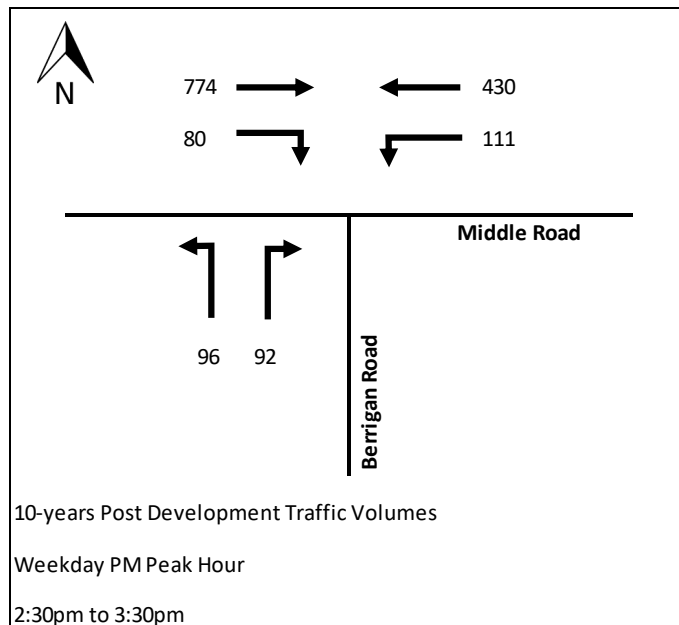 774
430
80
111
N
Middle Road
96
92
Berrigan Road
10-years Post Development Traffic Volumes
Weekday PM Peak Hour
2:30pm to 3:30pm